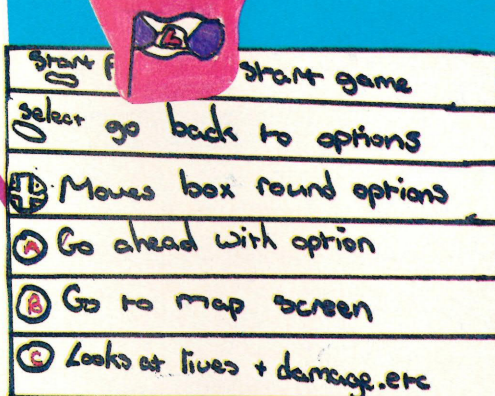 L
Start P start game
Select go back to options
Moves box round options
A Go ahead with option
B Go to map screen
C Looks at lives + damage.etc